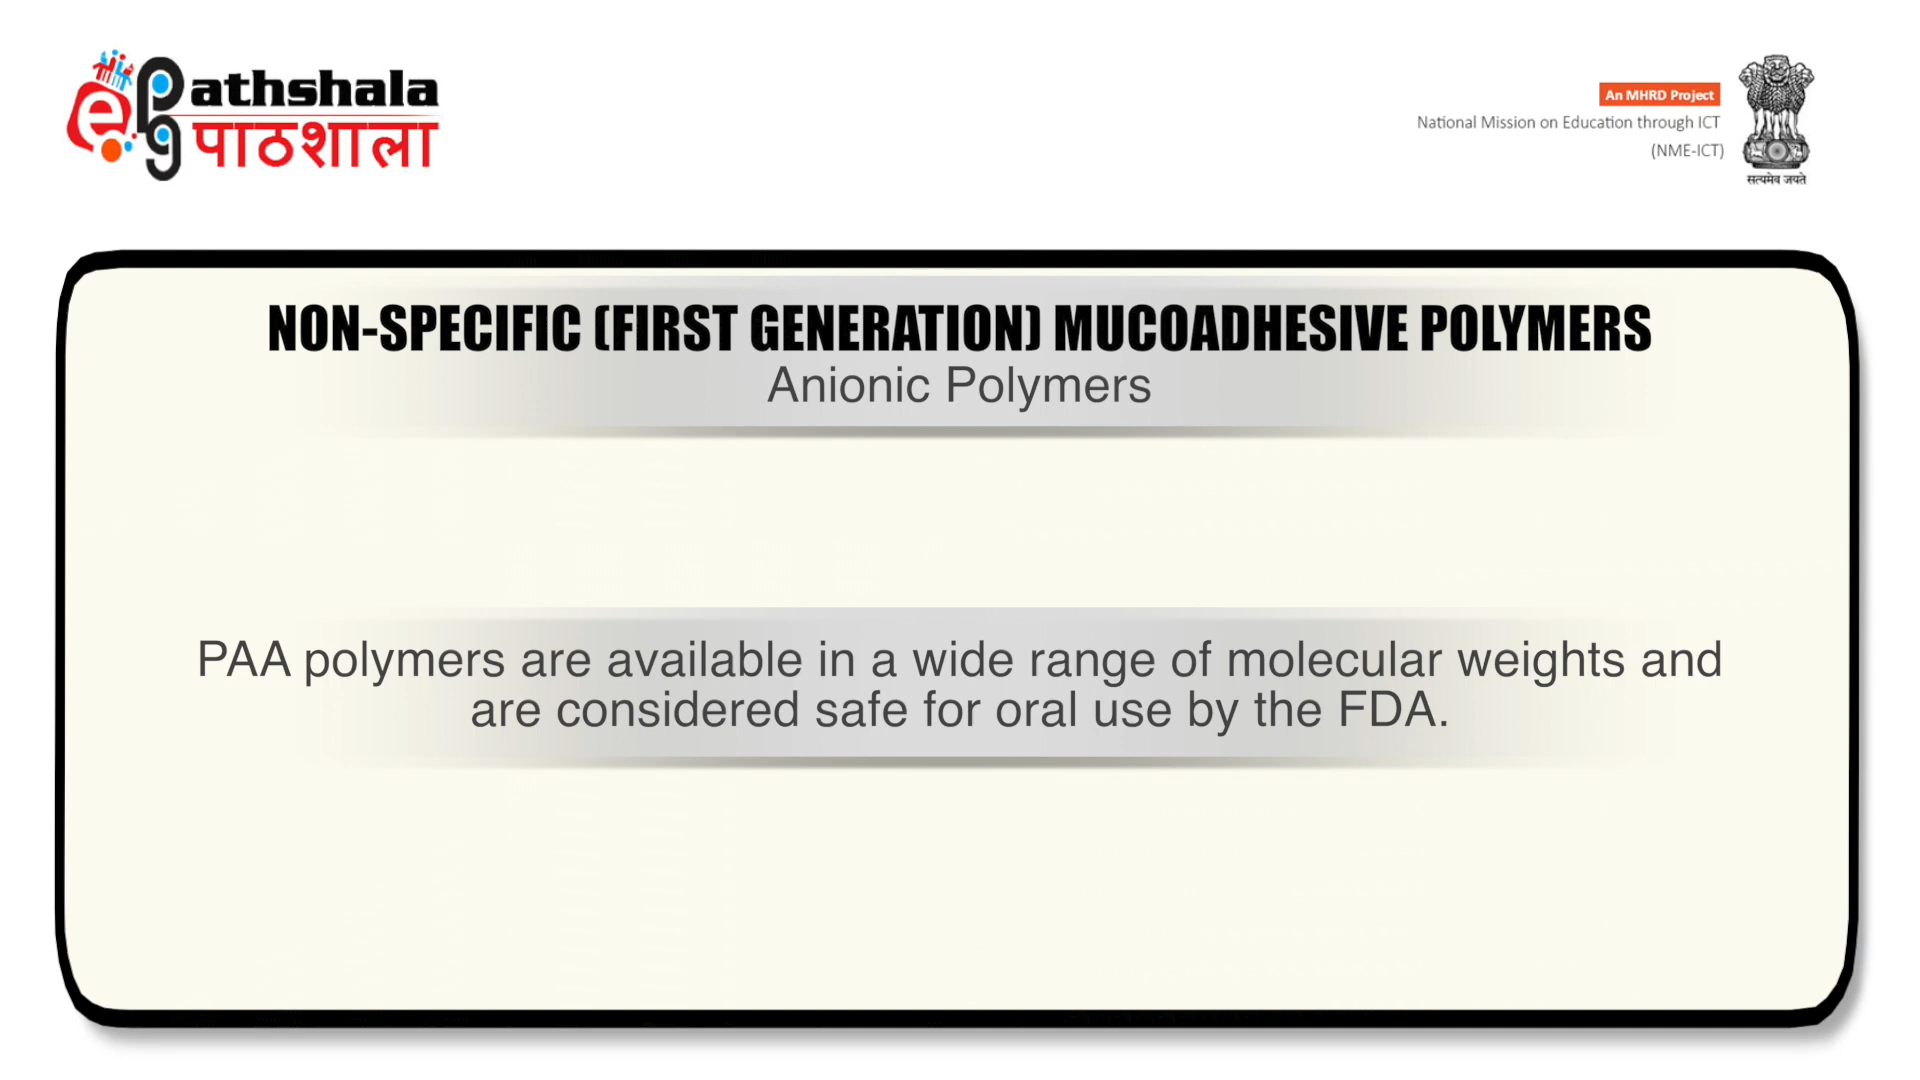 e Pg athshala
पाठशाला
An MHRD Project
National Mission on Education through ICT
(NME-ICT)
सत्यमेव जयते
NON-SPECIFIC (FIRST GENERATION) MUCOADHESIVE POLYMERS
Anionic Polymers
PAA polymers are available in a wide range of molecular weights and
are considered safe for oral use by the FDA.